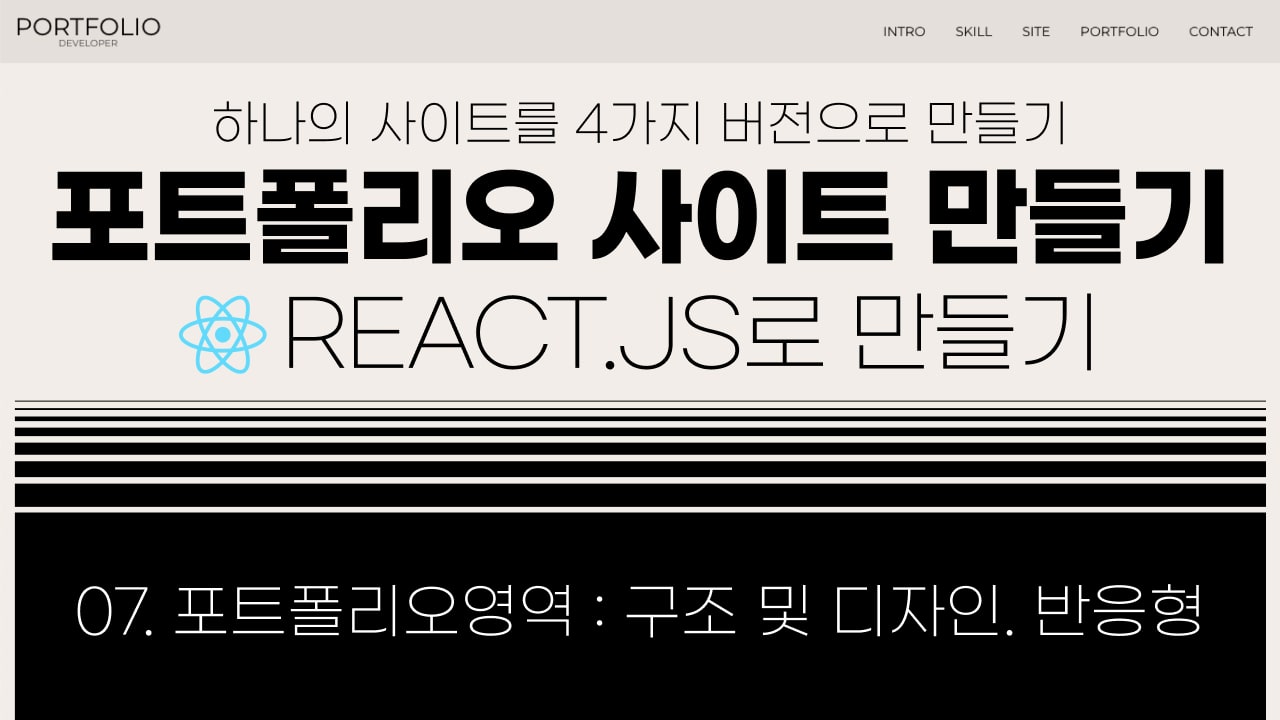 PORTFOLIO
DEVELOPER
INTRO SKILL SITE PORTFOLIO CONTACT
하나의 사이트를 4가지 버전으로 만들기
포트폴리오 사이트 만들기
REACT.JS로 만들기
07. 포트폴리오영역 : 구조 및 디자인. 반응형